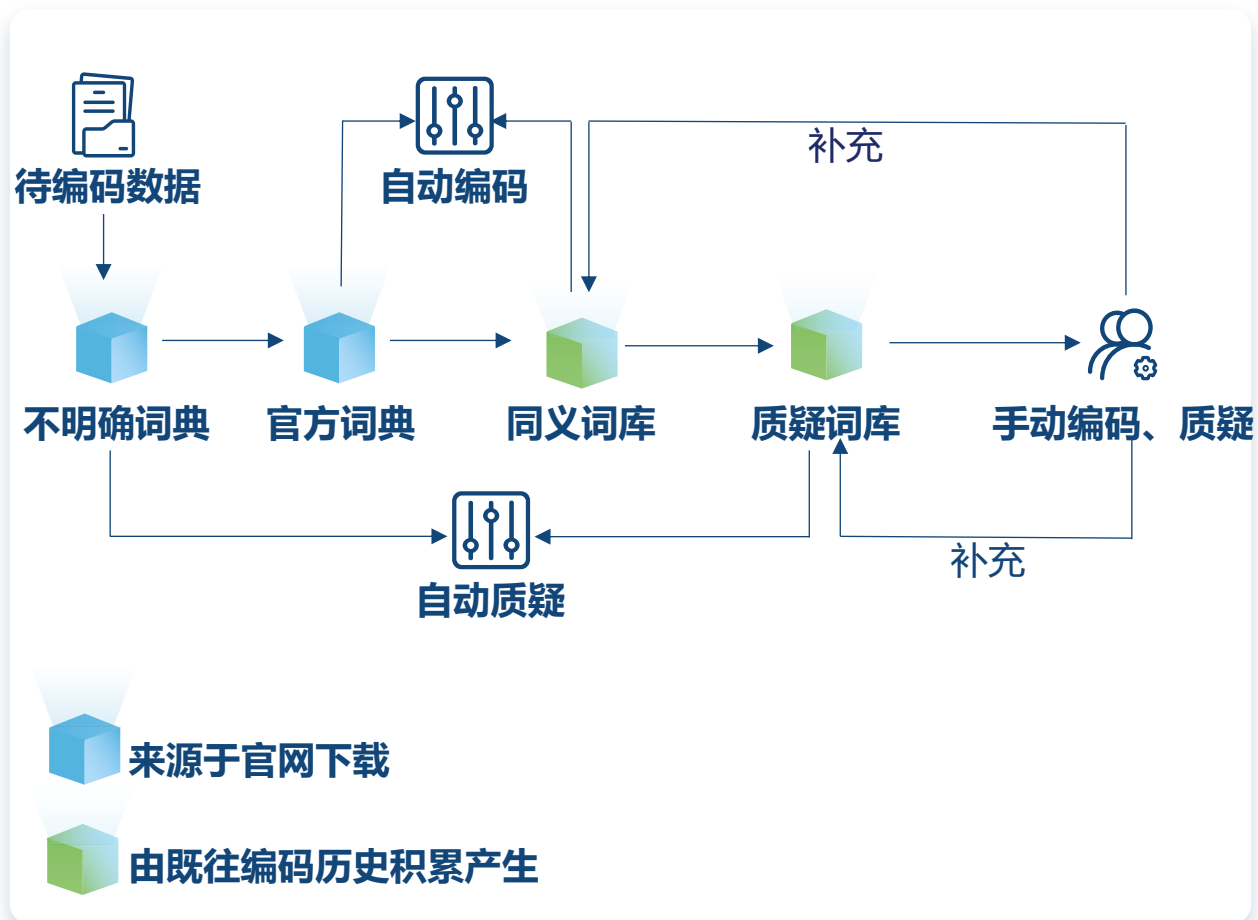 补充
待编码数据
自动编码
不明确词典
官方词典
同义词库
质疑词库
手动编码、质疑
补充
自动质疑
来源于官网下载
由既往编码历史积累产生